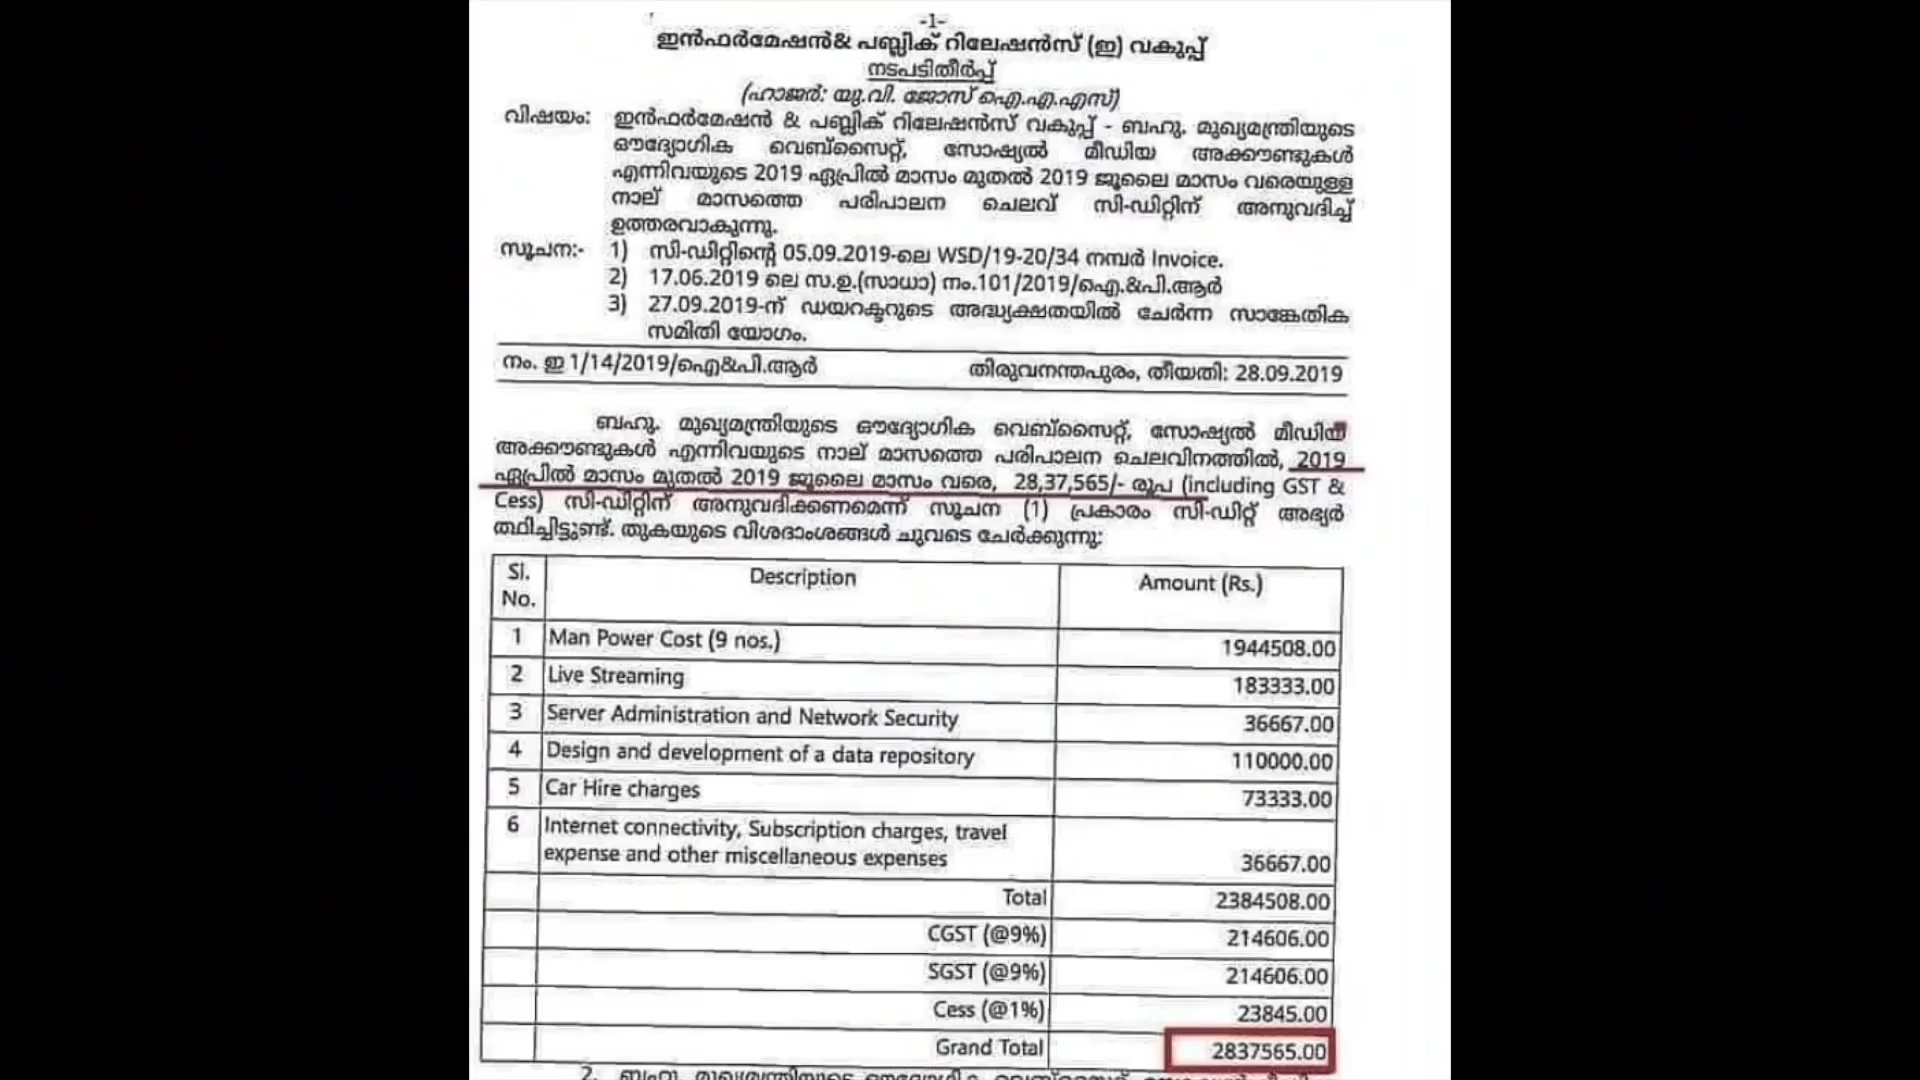 -1-
ഇൻഫർമേഷൻ& പബ്ലിക് റിലേഷൻസ് (ഇ) വകുപ്പ്
നടപടിതീർപ്പ്
(ഹാജർ: യു.വി. ജോസ് ഐ.എ.എസ്)
വിഷയം: ഇൻഫർമേഷൻ & പബ്ലിക് റിലേഷൻസ് വകുപ്പ് - ബഹു. മുഖ്യമന്ത്രിയുടെ
ഔദ്യോഗിക വെബ്സൈറ്റ്, സോഷ്യൽ മീഡിയ അക്കൗണ്ടുകൾ
എന്നിവയുടെ 2019 ഏപ്രിൽ മാസം മുതൽ 2019 ജൂലൈ മാസം വരെയുള്ള
നാല് മാസത്തെ പരിപാലന ചെലവ് സി-ഡിറ്റിന് അനുവദിച്ച്
ഉത്തരവാകുന്നു.
സൂചന:- 1) സി-ഡിറ്റിന്റെ 05.09.2019-ലെ WSD/19-20/34 നമ്പർ Invoice.
2) 17.06.2019 ലെ സ.ഉ.(സാധാ) നം.101/2019/ഐ.&പി.ആർ
3) 27.09.2019-ന് ഡയറക്ടറുടെ അദ്ധ്യക്ഷതയിൽ ചേർന്ന സാങ്കേതിക
സമിതി യോഗം.
നം. ഇ 1/14/2019/ഐ&പി.ആർ തിരുവനന്തപുരം, തീയതി: 28.09.2019
ബഹു. മുഖ്യമന്ത്രിയുടെ ഔദ്യോഗിക വെബ്സൈറ്റ്, സോഷ്യൽ മീഡിയ
അക്കൗണ്ടുകൾ എന്നിവയുടെ നാല് മാസത്തെ പരിപാലന ചെലവിനത്തിൽ, 2019
ഏപ്രിൽ മാസം മുതൽ 2019 ജൂലൈ മാസം വരെ, 28,37,565/- രൂപ (including GST &
Cess) സി-ഡിറ്റിന് അനുവദിക്കണമെന്ന് സൂചന (1) പ്രകാരം സി-ഡിറ്റ് അഭ്യർ
ത്ഥിച്ചിട്ടുണ്ട്. തുകയുടെ വിശദാംശങ്ങൾ ചുവടെ ചേർക്കുന്നു:
Sl. No. Description Amount (Rs.)
1 Man Power Cost (9 nos.) 1944508.00
2 Live Streaming 183333.00
3 Server Administration and Network Security 36667.00
4 Design and development of a data repository 110000.00
5 Car Hire charges 73333.00
6 Internet connectivity, Subscription charges, travel
expense and other miscellaneous expenses 36667.00
Total 2384508.00
CGST (@9%) 214606.00
SGST (@9%) 214606.00
Cess (@1%) 23845.00
Grand Total 2837565.00
2. ബഹു. മുഖ്യമന്ത്രിയുടെ ഔദ്യോഗിക